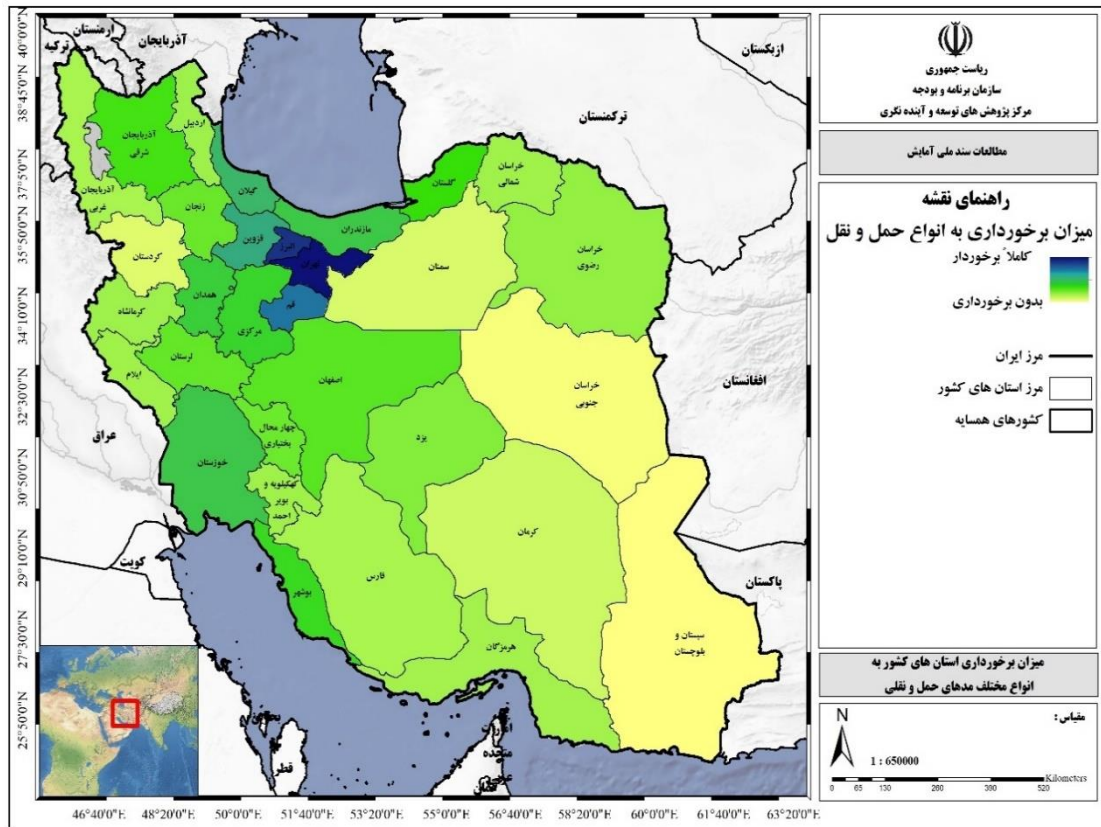 ریاست جمهوری
سازمان برنامه و بودجه
مرکز پژوهش های توسعه و آینده نگری
مطالعات سند ملی آمایش
راهنمای نقشه
میزان برخورداری به انواع حمل و نقل
کاملاً برخوردار
بدون برخورداری
مرز ایران
مرز استان های کشور
کشورهای همسایه
میزان برخورداری استان های کشور به
انواع مختلف مدهای حمل و نقلی
مقیاس :
N
1 : 650000
Kilometers
0 65 130 260 390 520
ارمنستان
ترکیه
آذربایجان
ازبکستان
ترکمنستان
افغانستان
پاکستان
عراق
کویت
قطر
امارات
متحده
آذربایجان
شرقی
اردبیل
آذربایجان
غربی
گیلان
زنجان
قزوین
البرز
تهران
مازندران
گلستان
خراسان
شمالی
خراسان
رضوی
سمنان
کردستان
همدان
قم
مرکزی
کرمانشاه
لرستان
ایلام
اصفهان
خراسان
جنوبی
چهار محال
بختیاری
یزد
خوزستان
کهکیلویه و
بویر
احمد
کرمان
فارس
بوشهر
هرمزگان
سیستان و
بلوچستان
40°0'0"N
38°45'0"N
37°5'0"N
35°50'0"N
34°10'0"N
32°30'0"N
30°50'0"N
29°10'0"N
27°30'0"N
25°50'0"N
46°40'0"E
48°20'0"E
50°0'0"E
51°40'0"E
53°20'0"E
55°0'0"E
56°40'0"E
58°20'0"E
60°0'0"E
61°40'0"E
63°20'0"E